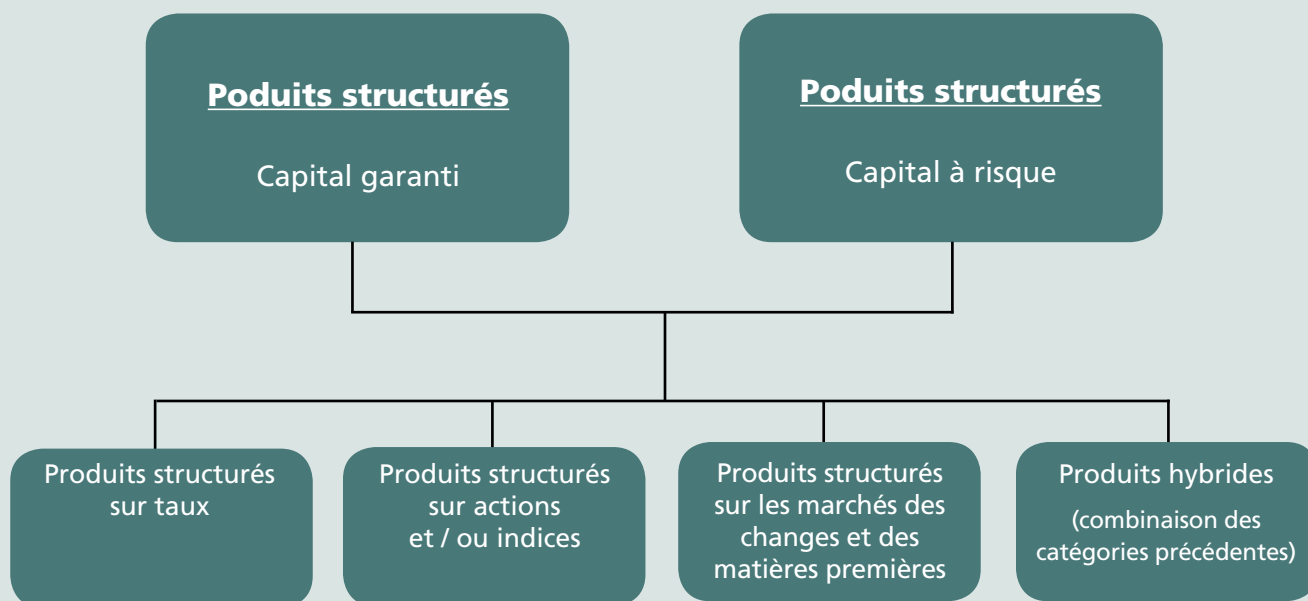 Poduits structurés
Capital garanti
Poduits structurés
Capital à risque
Produits structurés
sur taux
Produits structurés
sur actions
et / ou indices
Produits structurés
sur les marchés des
changes et des
matières premières
Produits hybrides
(combinaison des
catégories précédentes)